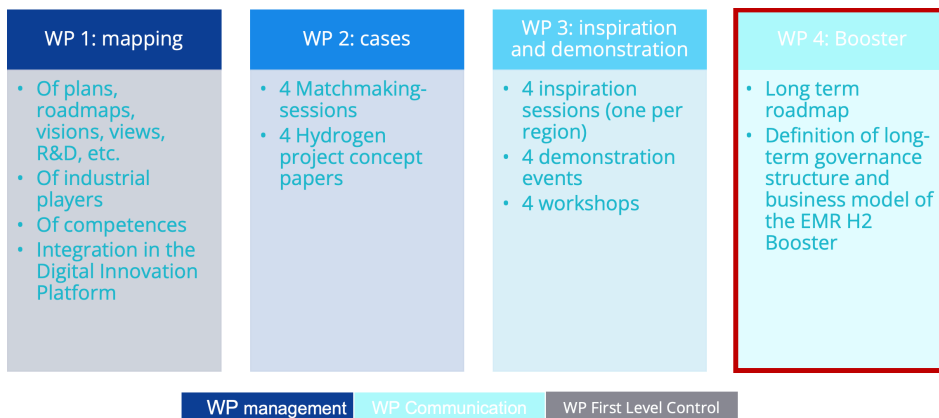 WP 1: mapping
• Of plans,
roadmaps,
visions, views,
R&D, etc.
• Of industrial
players
• Of competences
• Integration in the
Digital Innovation
Platform
WP 2: cases
• 4 Matchmaking-
sessions
• 4 Hydrogen
project concept
papers
WP 3: inspiration
and demonstration
• 4 inspiration
sessions (one per
region)
• 4 demonstration
events
• 4 workshops
WP 4: Booster
• Long term
roadmap
• Definition of long-
term governance
structure and
business model of
the EMR H2
Booster
WP management
WP Communication
WP First Level Control